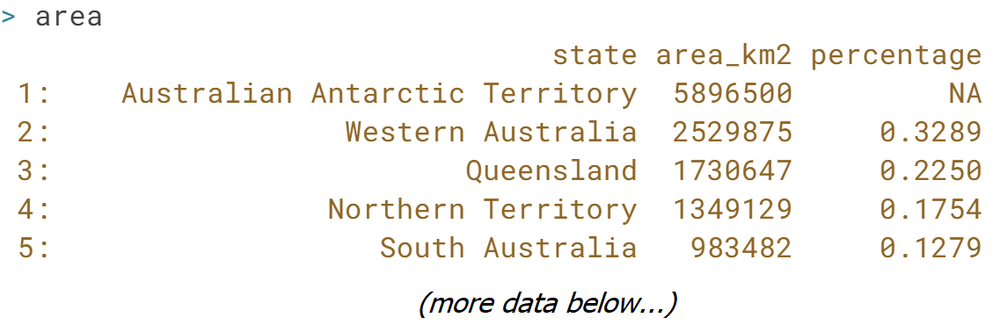 > area
state area_km2 percentage
1: Australian Antarctic Territory 5896500 NA
2: Western Australia 2529875 0.3289
3: Queensland 1730647 0.2250
4: Northern Territory 1349129 0.1754
5: South Australia 983482 0.1279
(more data below...)